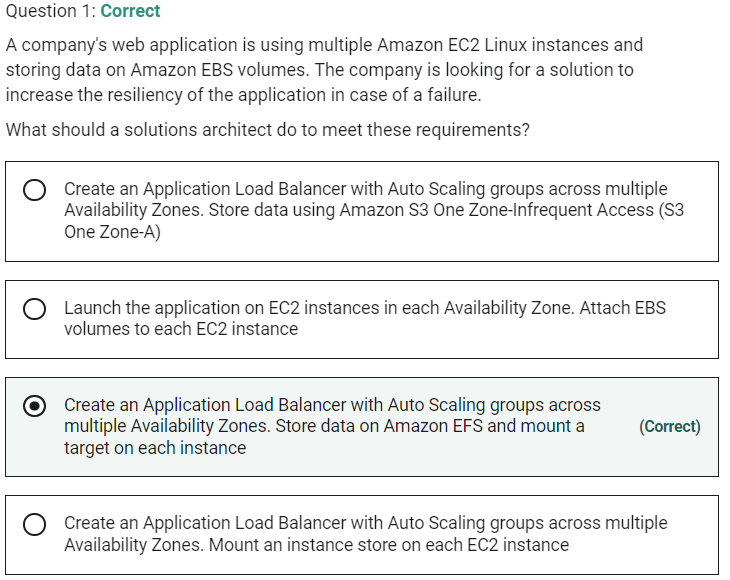 Question 1: Correct
A company's web application is using multiple Amazon EC2 Linux instances and
storing data on Amazon EBS volumes. The company is looking for a solution to
increase the resiliency of the application in case of a failure.
What should a solutions architect do to meet these requirements?
Create an Application Load Balancer with Auto Scaling groups across multiple
Availability Zones. Store data using Amazon S3 One Zone-Infrequent Access (S3
One Zone-A)
Launch the application on EC2 instances in each Availability Zone. Attach EBS
volumes to each EC2 instance
Create an Application Load Balancer with Auto Scaling groups across
multiple Availability Zones. Store data on Amazon EFS and mount a
target on each instance
(Correct)
Create an Application Load Balancer with Auto Scaling groups across multiple
Availability Zones. Mount an instance store on each EC2 instance